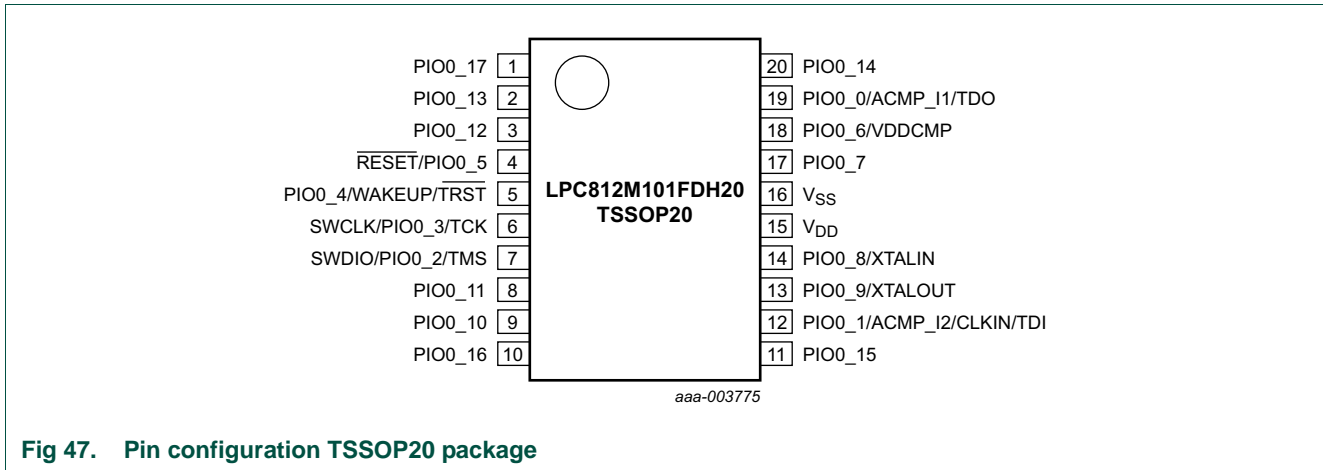 PIO0_17 1
PIO0_13 2
PIO0_12 3
RESET/PIO0_5 4
PIO0_4/WAKEUP/TRST 5
SWCLK/PIO0_3/TCK 6
SWDIO/PIO0_2/TMS 7
PIO0_11 8
PIO0_10 9
PIO0_16 10
LPC812M101FDH20
TSSOP20
20 PIO0_14
19 PIO0_0/ACMP_I1/TDO
18 PIO0_6/VDDCMP
17 PIO0_7
16 VSS
15 VDD
14 PIO0_8/XTALIN
13 PIO0_9/XTALOUT
12 PIO0_1/ACMP_I2/CLKIN/TDI
11 PIO0_15
aaa-003775
Fig 47. Pin configuration TSSOP20 package